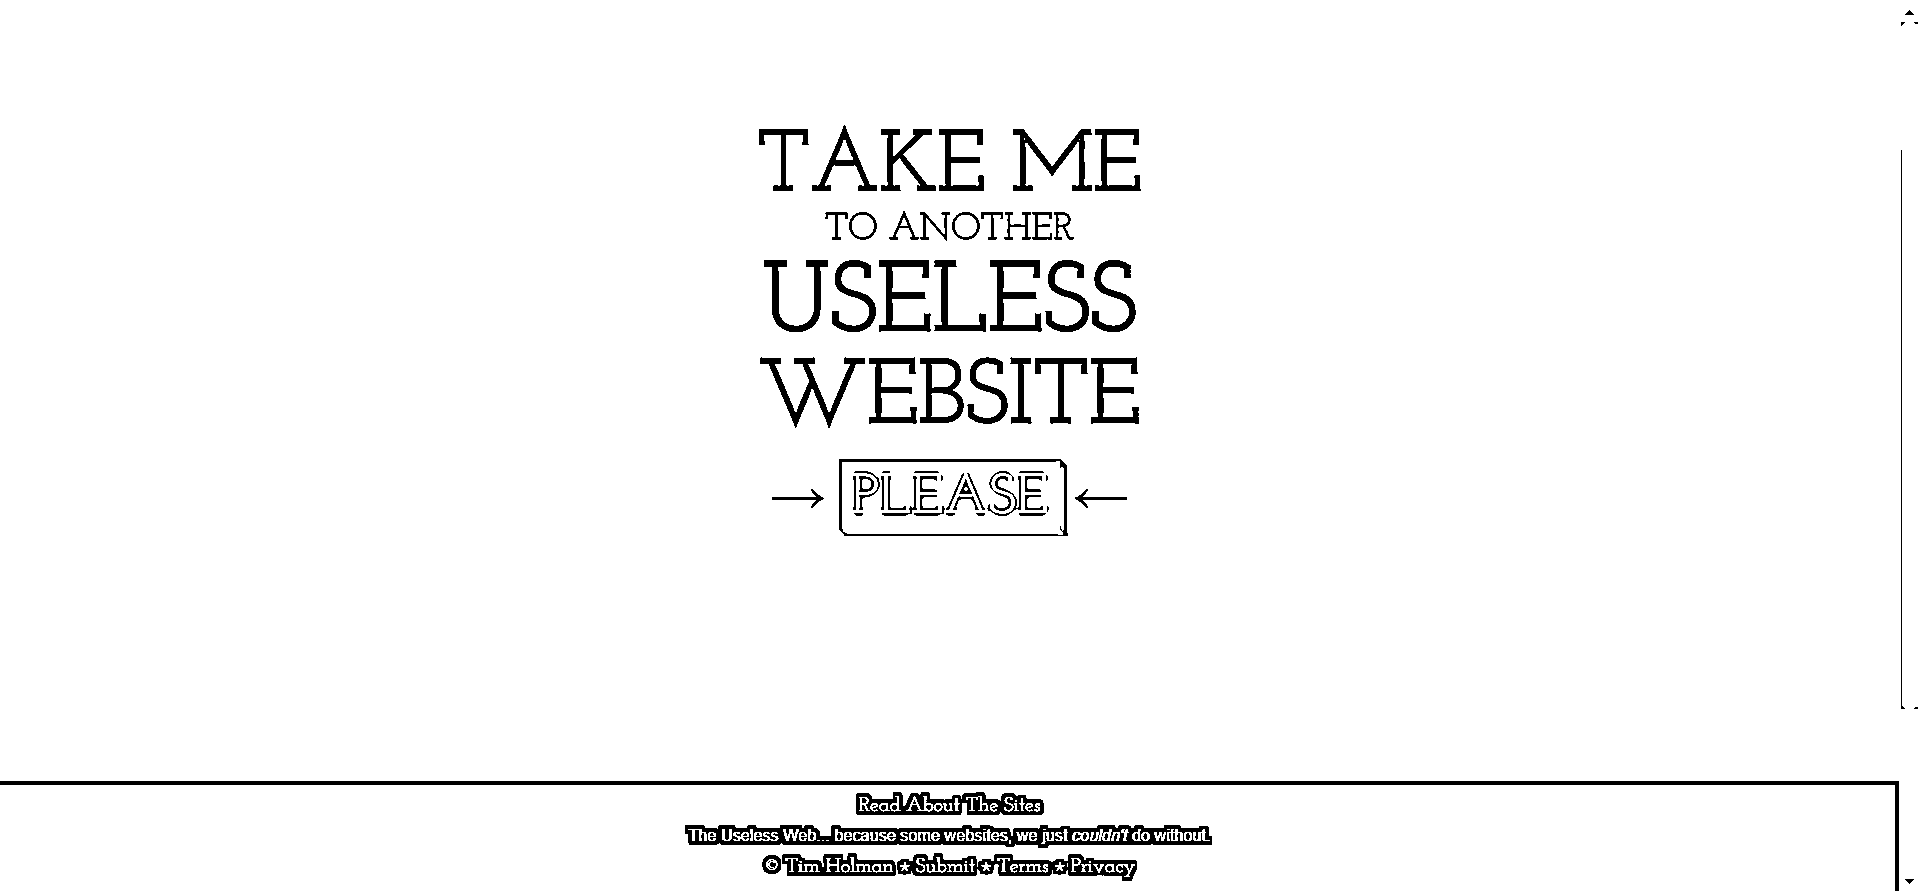 TAKE ME
TO ANOTHER
USELESS
WEBSITE
→ PLEASE ←
Read About The Sites
The Useless Web... because some websites, we just couldn't do without.
© Tim Holman * Submit * Terms * Privacy